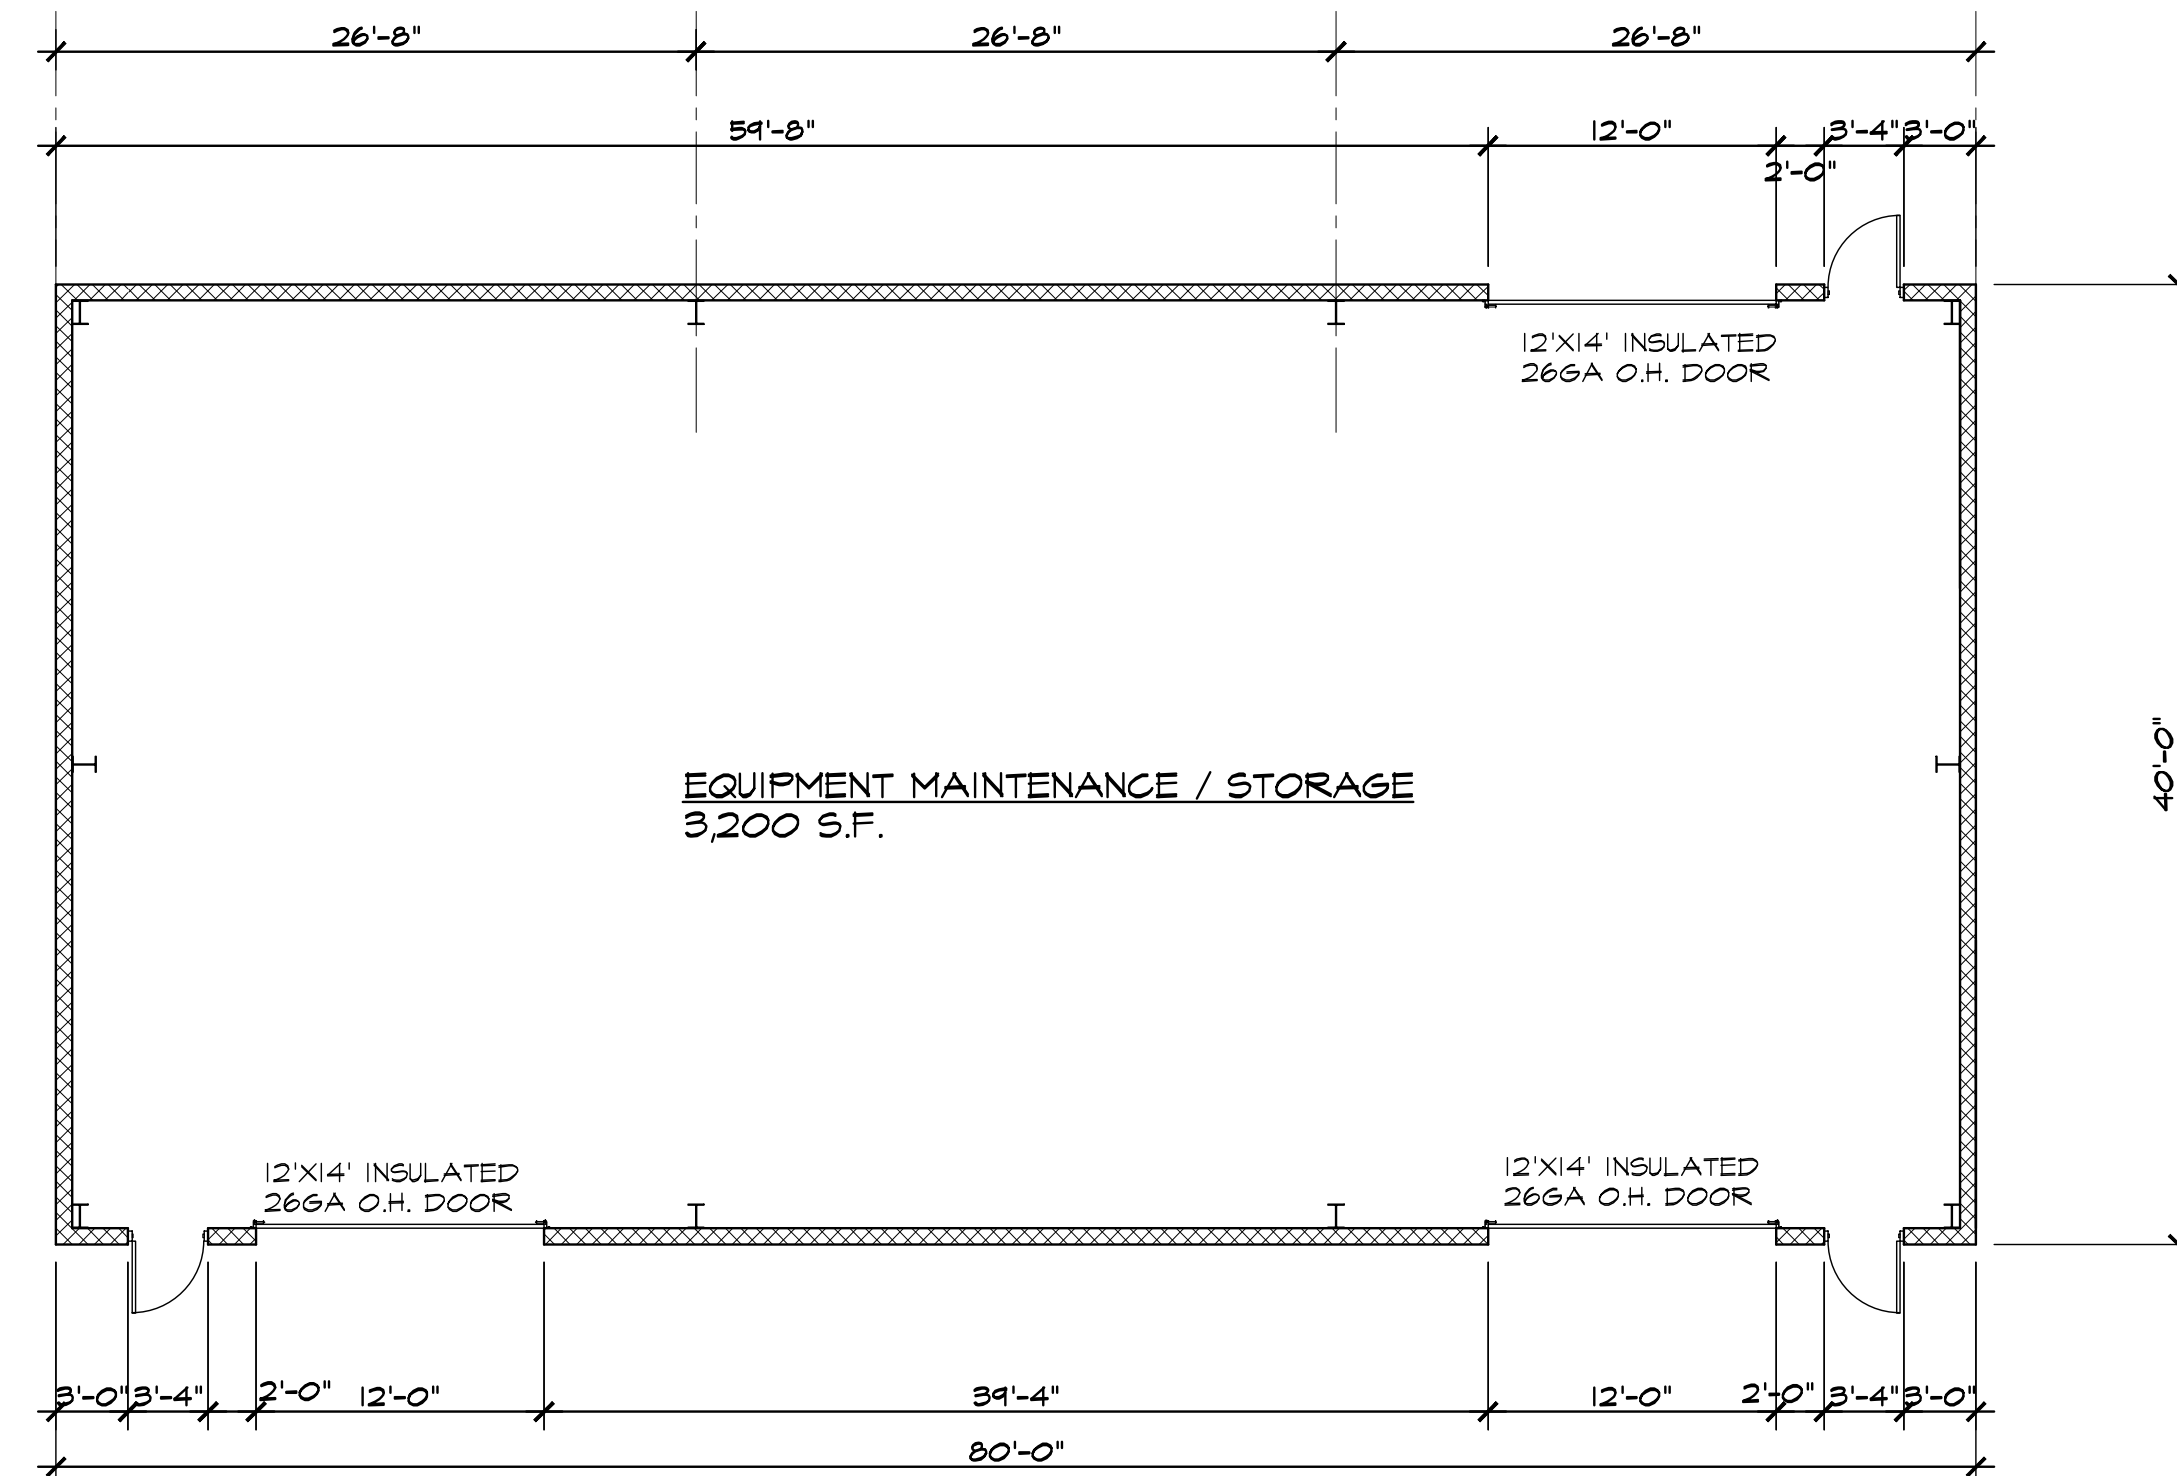 26'-8" 26'-8" 26'-8"
59'-8" 12'-0" 3'-4" 3'-0"
2'-0"
12'X14' INSULATED
26GA O.H. DOOR
40'-0"
EQUIPMENT MAINTENANCE / STORAGE
3,200 S.F.
12'X14' INSULATED
26GA O.H. DOOR
12'X14' INSULATED
26GA O.H. DOOR
3'-0" 3'-4" 2'-0" 12'-0" 39'-4" 12'-0" 2'-0" 3'-4" 3'-0"
80'-0"